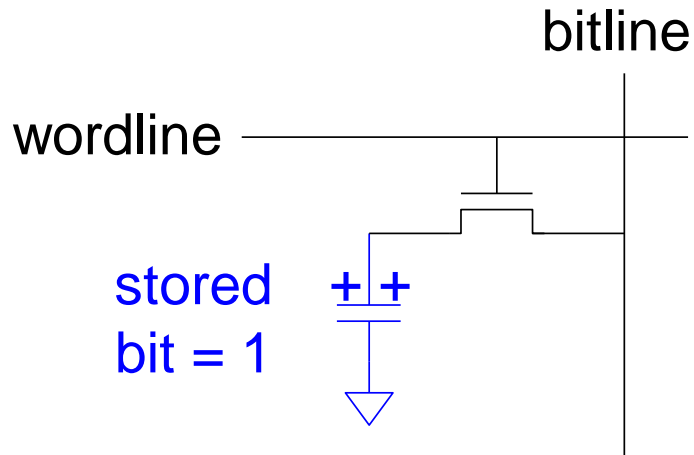 bitline
wordline
stored + +
bit = 1